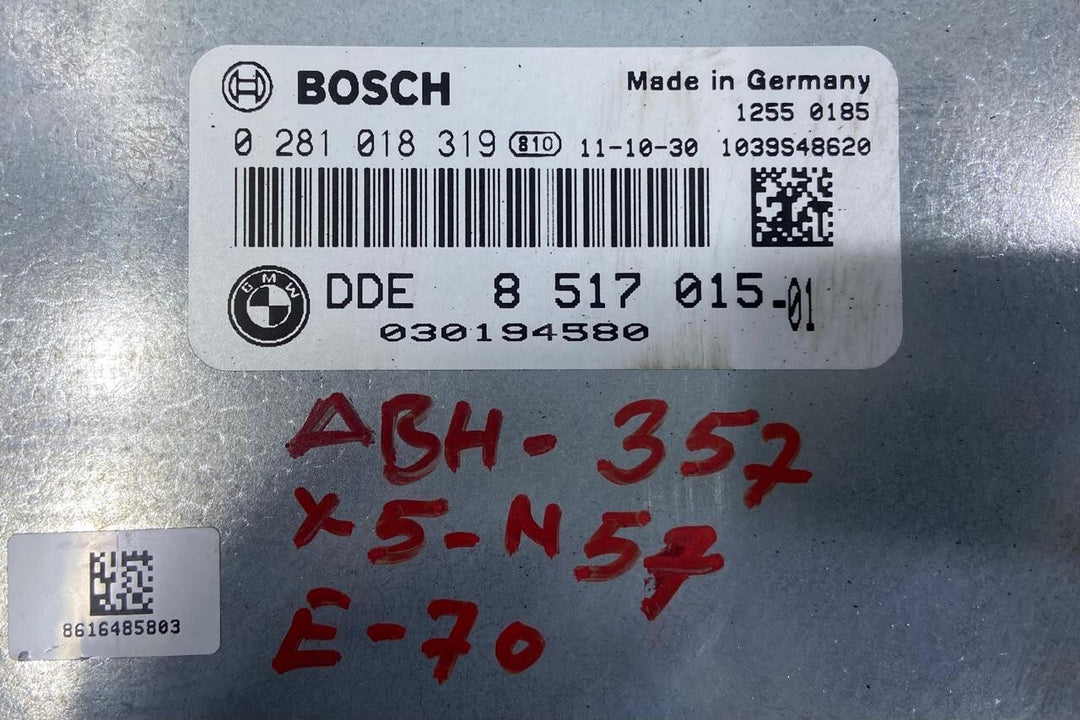 BOSCH
Made in Germany
1255 0185
0 281 018 319 810 11-10-30 1039S48620
BMW
DDE 8 517 015-01
030194580
ABH-357
X5-N57
E-70
8616485803